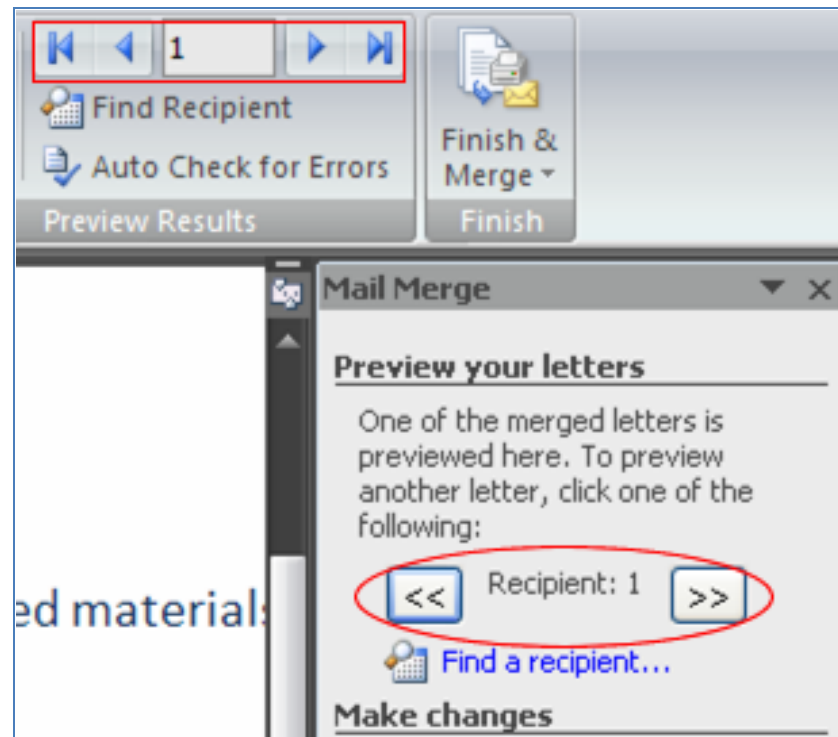 1
Find Recipient
Auto Check for Errors
Preview Results
Finish &
Merge
Finish
Mail Merge
Preview your letters
One of the merged letters is
previewed here. To preview
another letter, click one of the
following:
<< Recipient: 1 >>
ed materials
Find a recipient...
Make changes